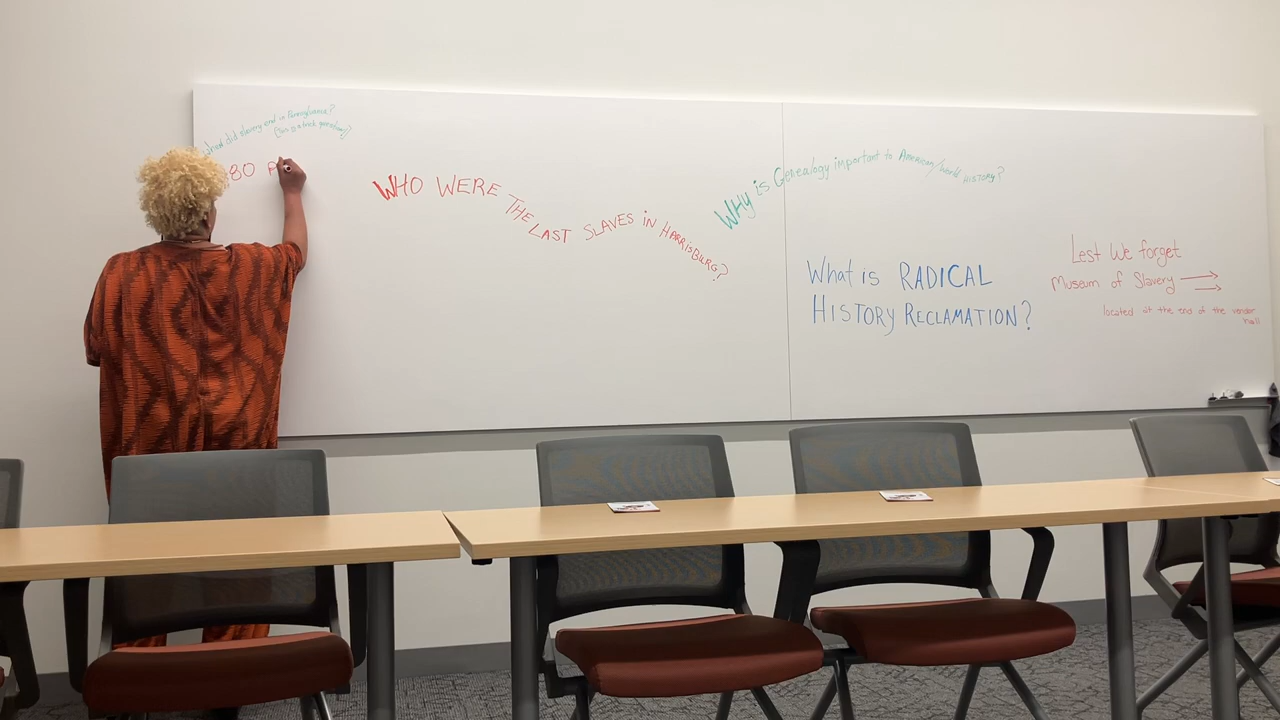 What did slavery end in Pennsylvania?
(this is a trick question)
80 P
WHO WERE THE LAST SLAVES iN HARRISBURG?
WHY is Genealogy important to American/World HISTORY?
What is RADICAL
HISTORY RECLAMATION?
Lest We forget
Museum of Slavery
located at the end of the vendor
hall